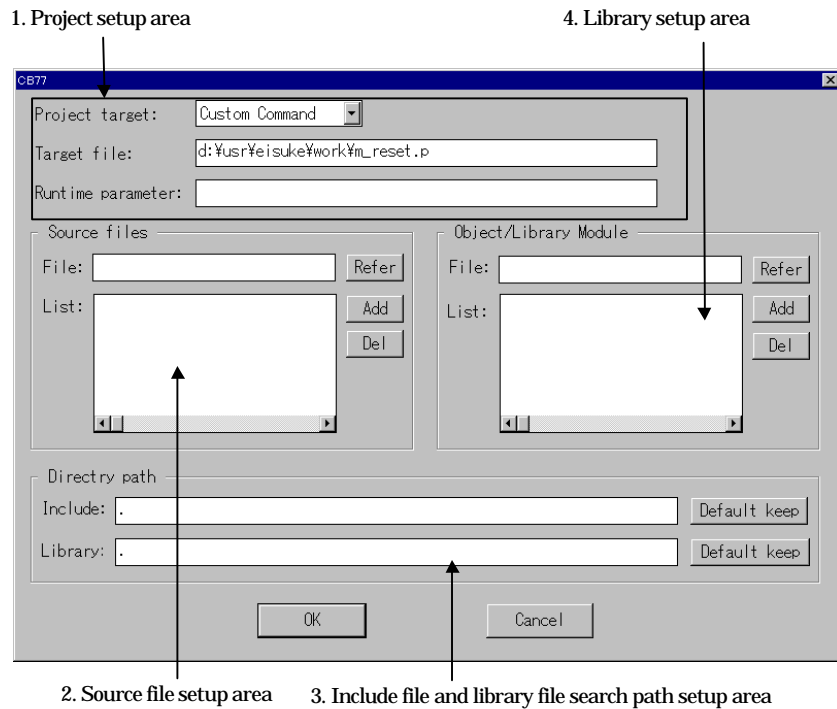 1. Project setup area
4. Library setup area
CB77
Project target: Custom Command
Target file: d:¥usr¥eisuke¥work¥m_reset.p
Runtime parameter:
Source files
Object/Library Module
File: Refer
File: Refer
List: Add
List: Add
Del
Del
Directry path
Include: . Default keep
Library: . Default keep
OK
Cancel
2. Source file setup area
3. Include file and library file search path setup area